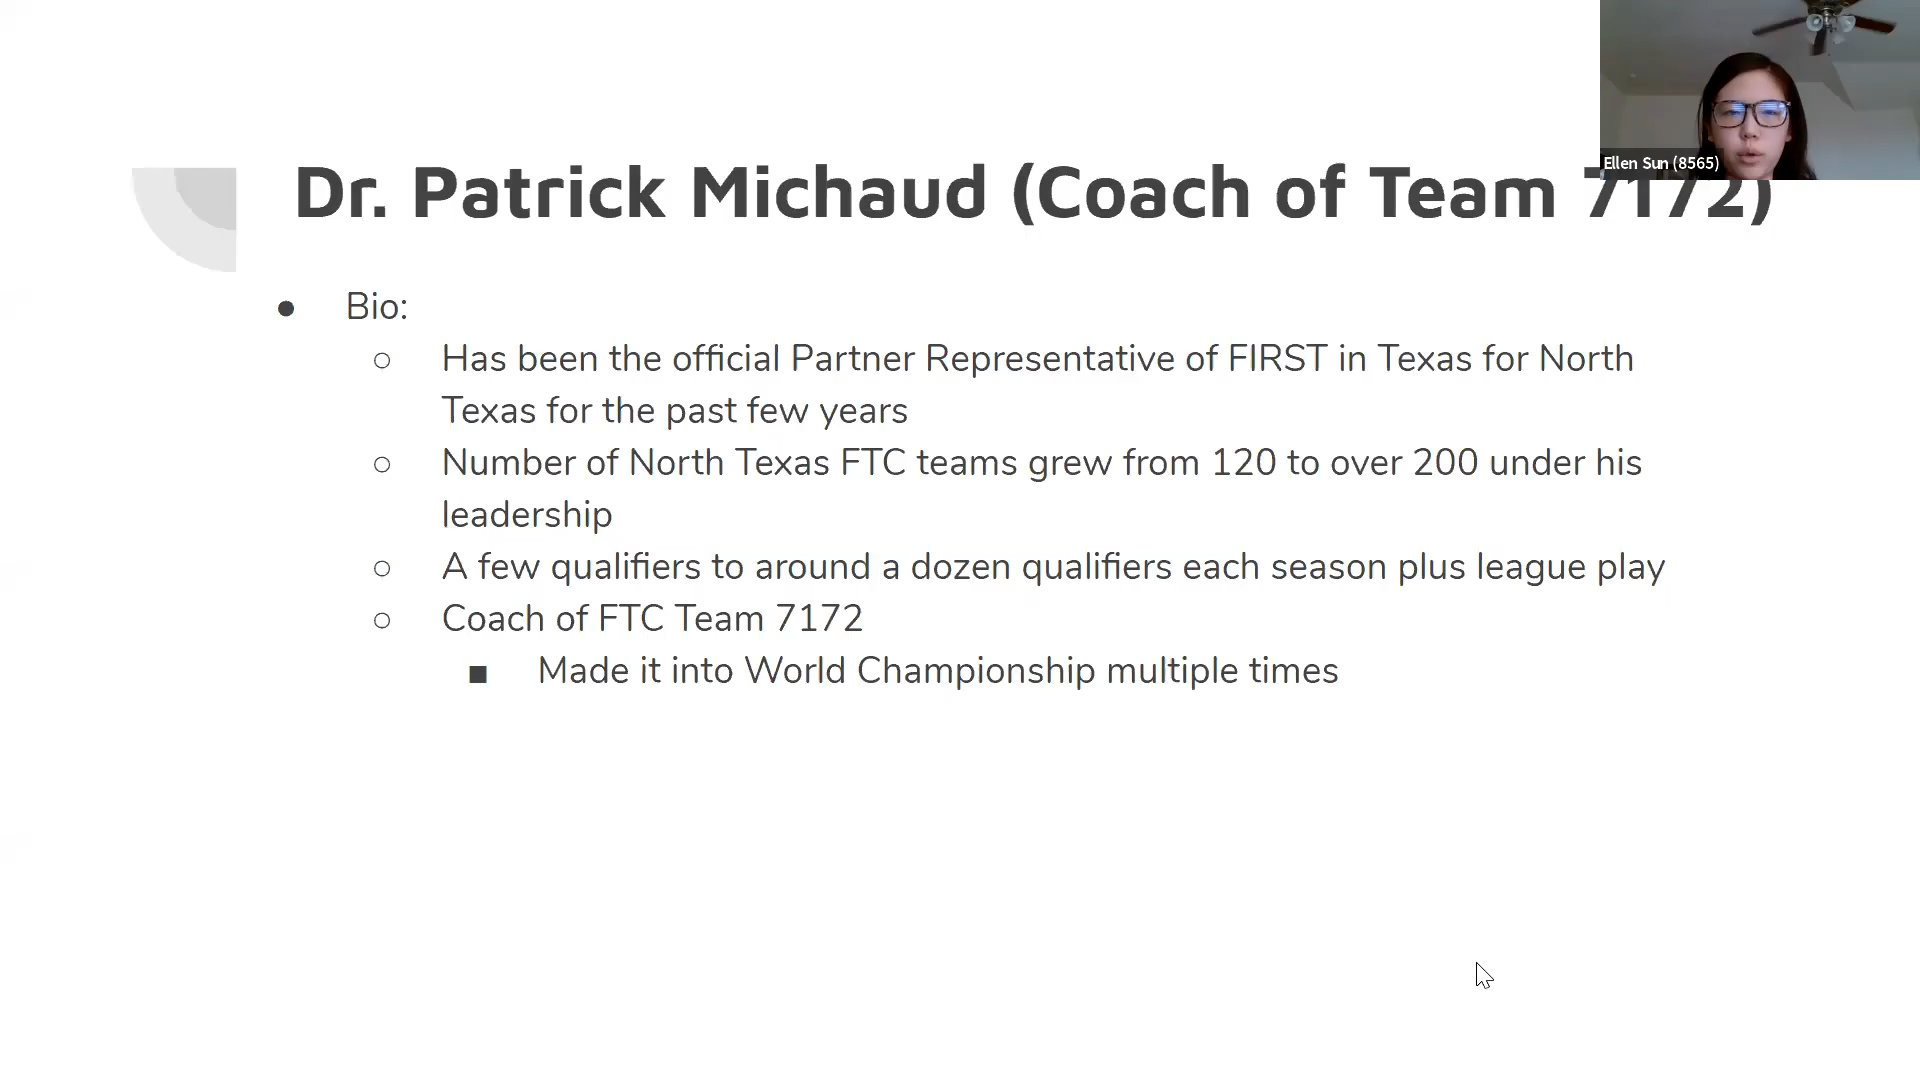 Ellen Sun (8565)
Dr. Patrick Michaud (Coach of Team 7172)
● Bio:
○ Has been the official Partner Representative of FIRST in Texas for North
Texas for the past few years
○ Number of North Texas FTC teams grew from 120 to over 200 under his
leadership
○ A few qualifiers to around a dozen qualifiers each season plus league play
○ Coach of FTC Team 7172
■ Made it into World Championship multiple times